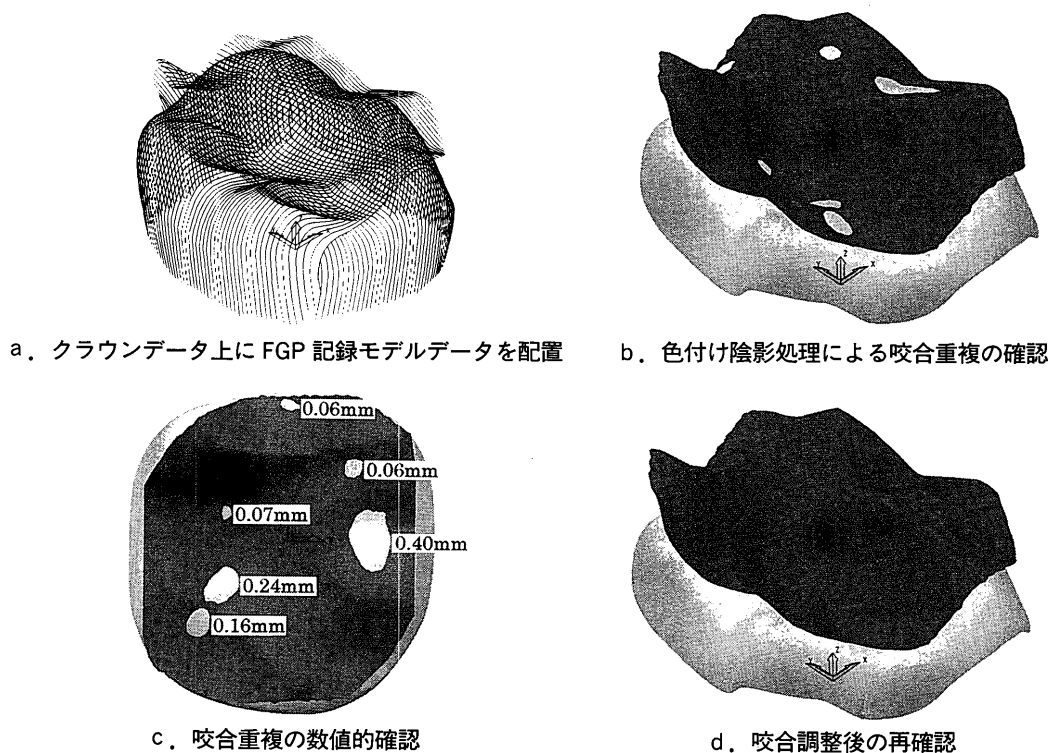 a．クラウンデータ上に FGP 記録モデルデータを配置
z
Y
x
b．色付け陰影処理による咬合重複の確認
0.06mm
0.06mm
0.07mm
0.40mm
0.24mm
0.16mm
c．咬合重複の数値的確認
z
Y
x
d．咬合調整後の再確認